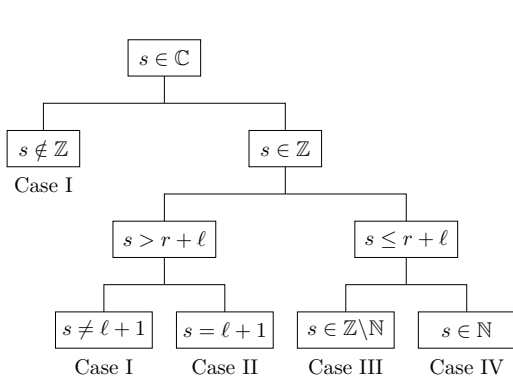 s ∈ ℂ
s ∉ ℤ
s ∈ ℤ
Case I
s > r + ℓ
s ≤ r + ℓ
s ≠ ℓ + 1
s = ℓ + 1
s ∈ ℤ\ℕ
s ∈ ℕ
Case I
Case II
Case III
Case IV